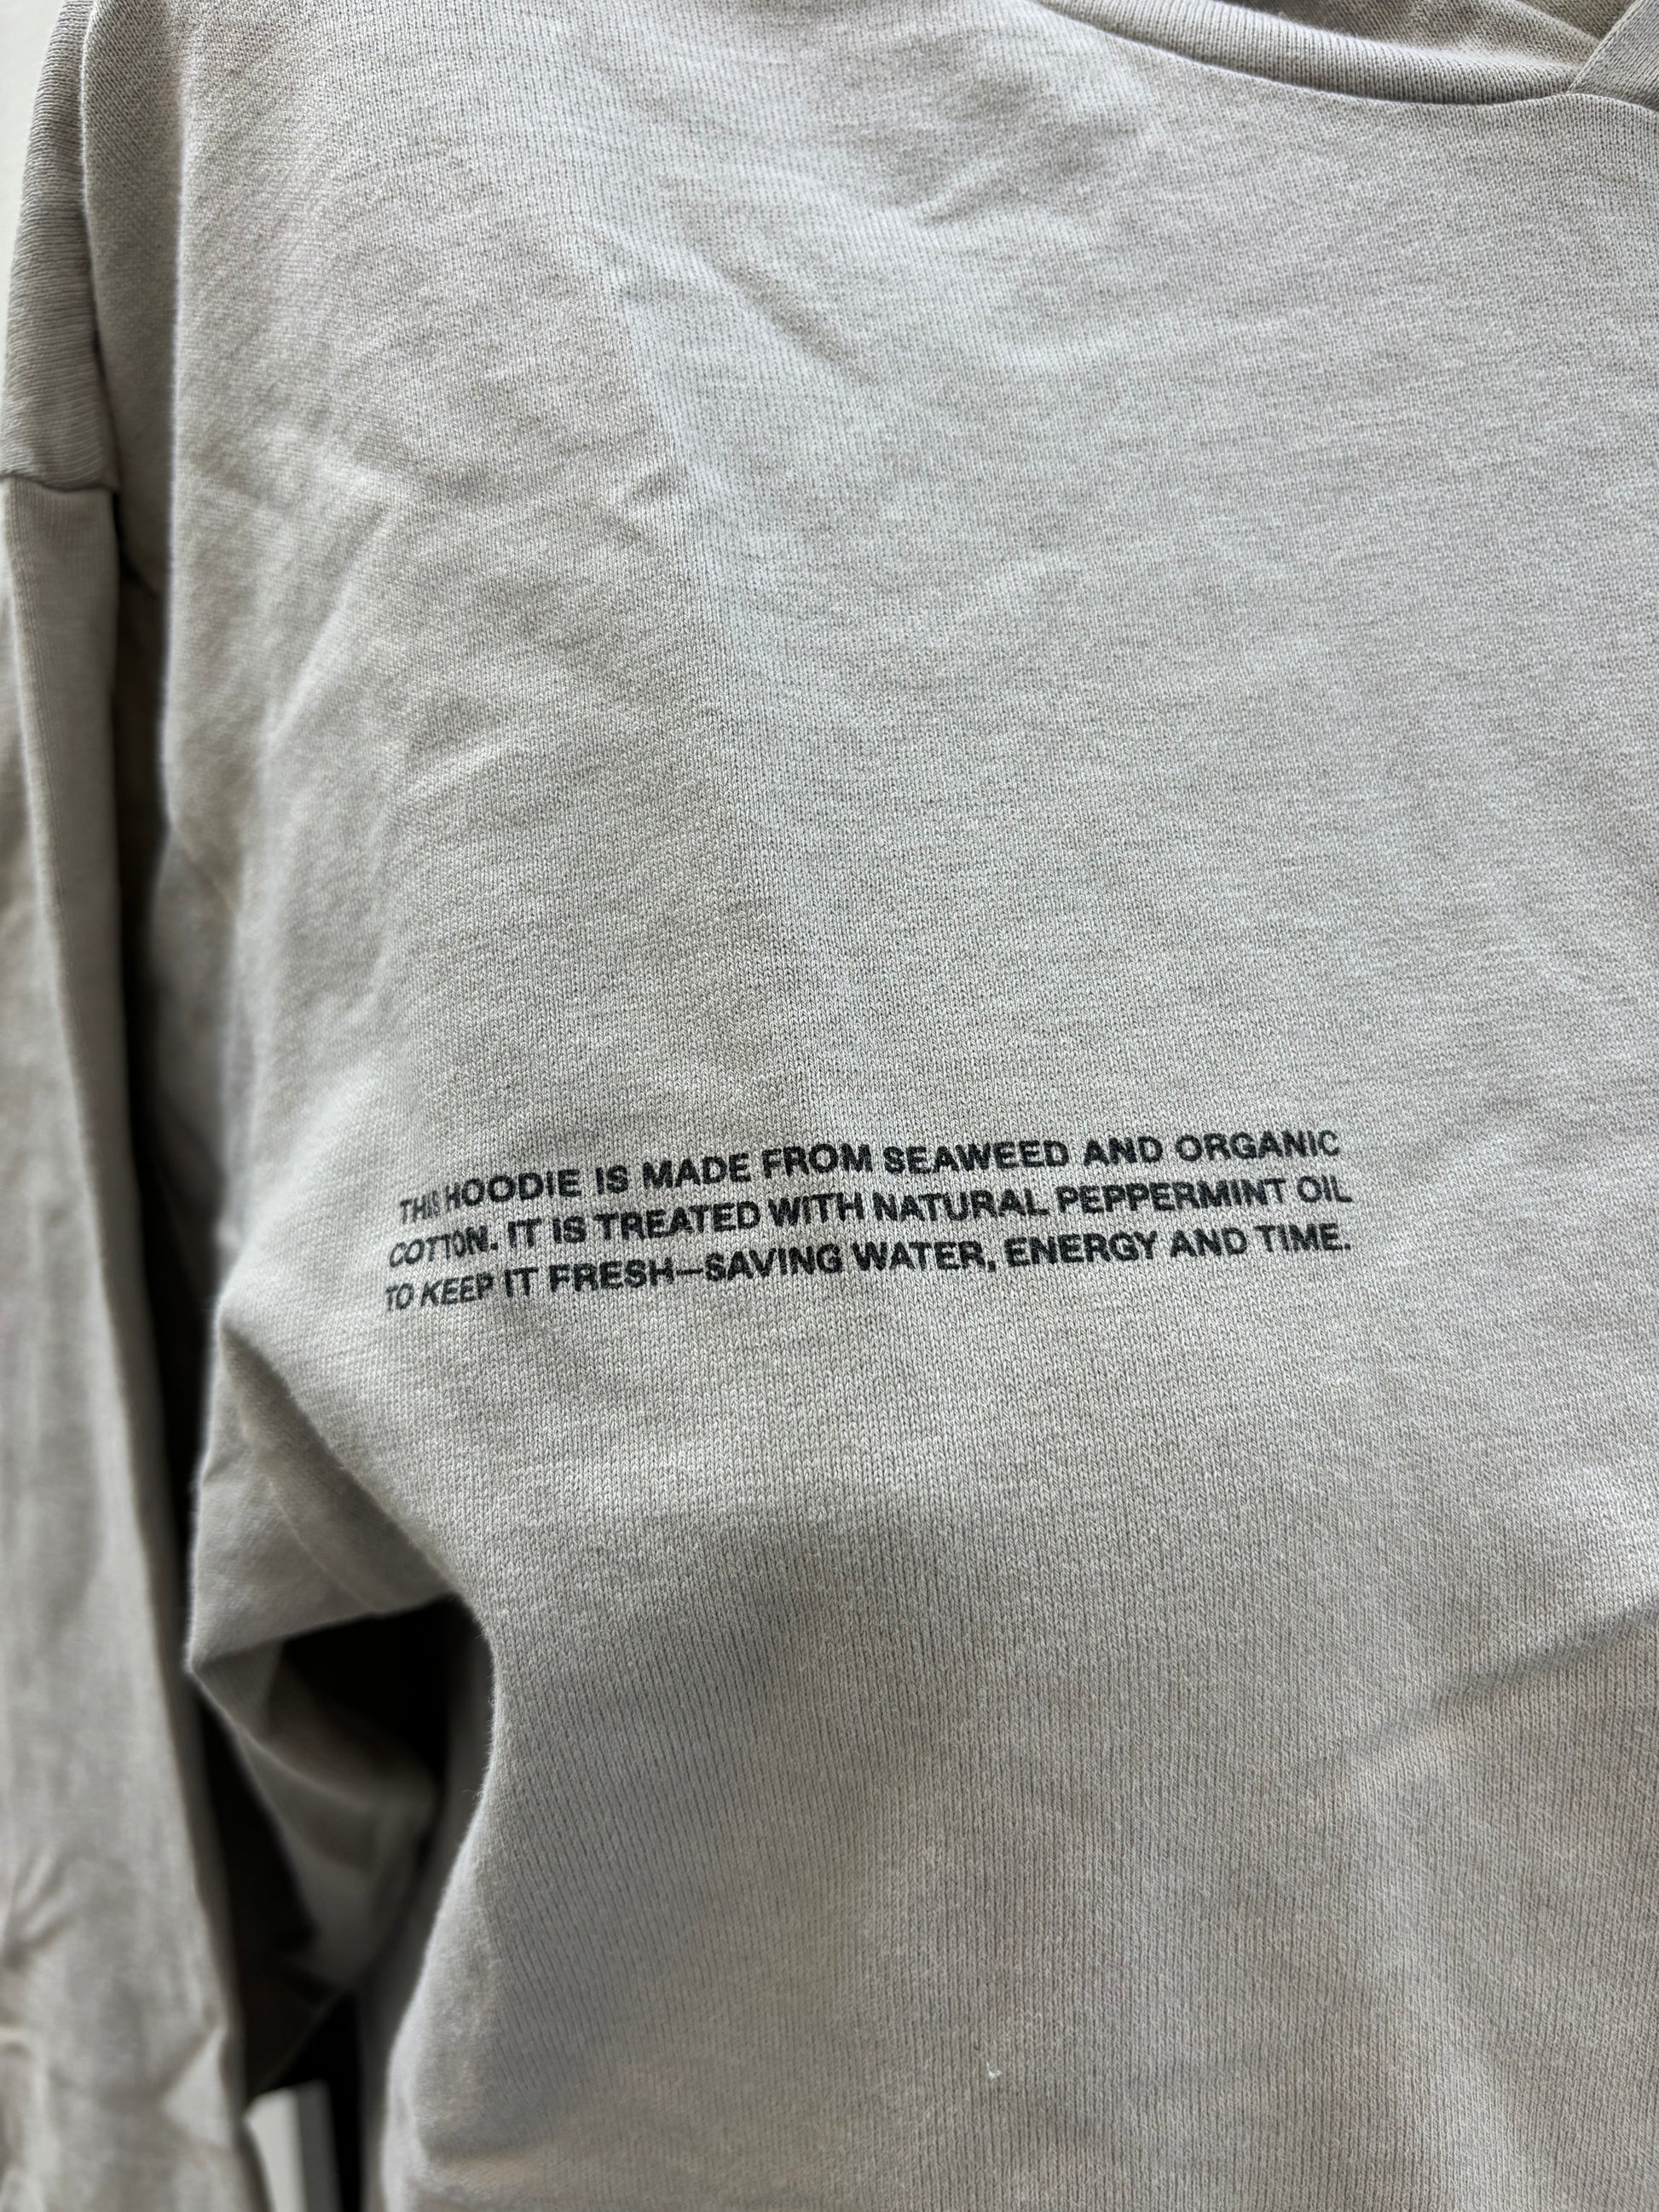 THIS HOODIE IS MADE FROM SEAWEED AND ORGANIC
COTTON. IT IS TREATED WITH NATURAL PEPPERMINT OIL
TO KEEP IT FRESH—SAVING WATER, ENERGY AND TIME.